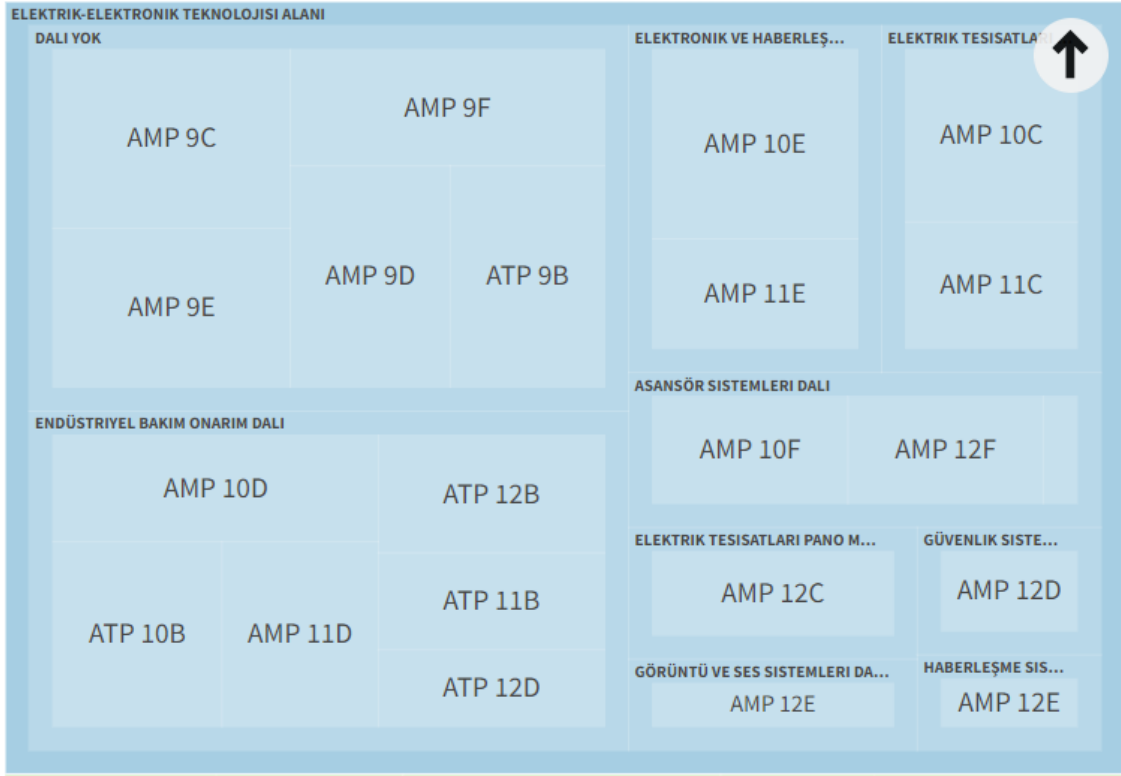 ELEKTRIK-ELEKTRONIK TEKNOLOJISI ALANI
DALI YOK
AMP 9C
AMP 9F
AMP 9E
AMP 9D
ATP 9B
ELEKTRONIK VE HABERLEŞ...
AMP 10E
AMP 11E
ELEKTRIK TESISATLARI
AMP 10C
AMP 11C
ENDÜSTRIYEL BAKIM ONARIM DALI
AMP 10D
ATP 10B
AMP 11D
ATP 12B
ATP 11B
ATP 12D
ASANSÖR SISTEMLERI DALI
AMP 10F
AMP 12F
ELEKTRIK TESISATLARI PANO M...
AMP 12C
GÜVENLIK SISTE...
AMP 12D
GÖRÜNTÜ VE SES SISTEMLERI DA...
AMP 12E
HABERLEŞME SIS...
AMP 12E